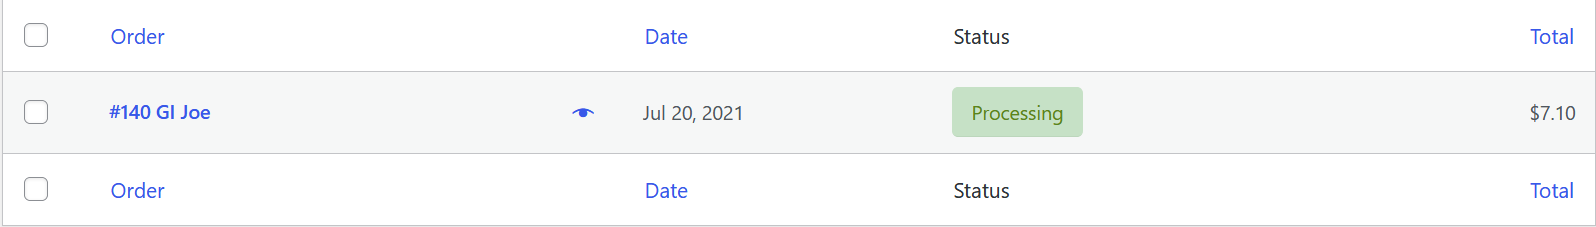 Order Date Status Total
#140 GI Joe Jul 20, 2021 Processing $7.10
Order Date Status Total